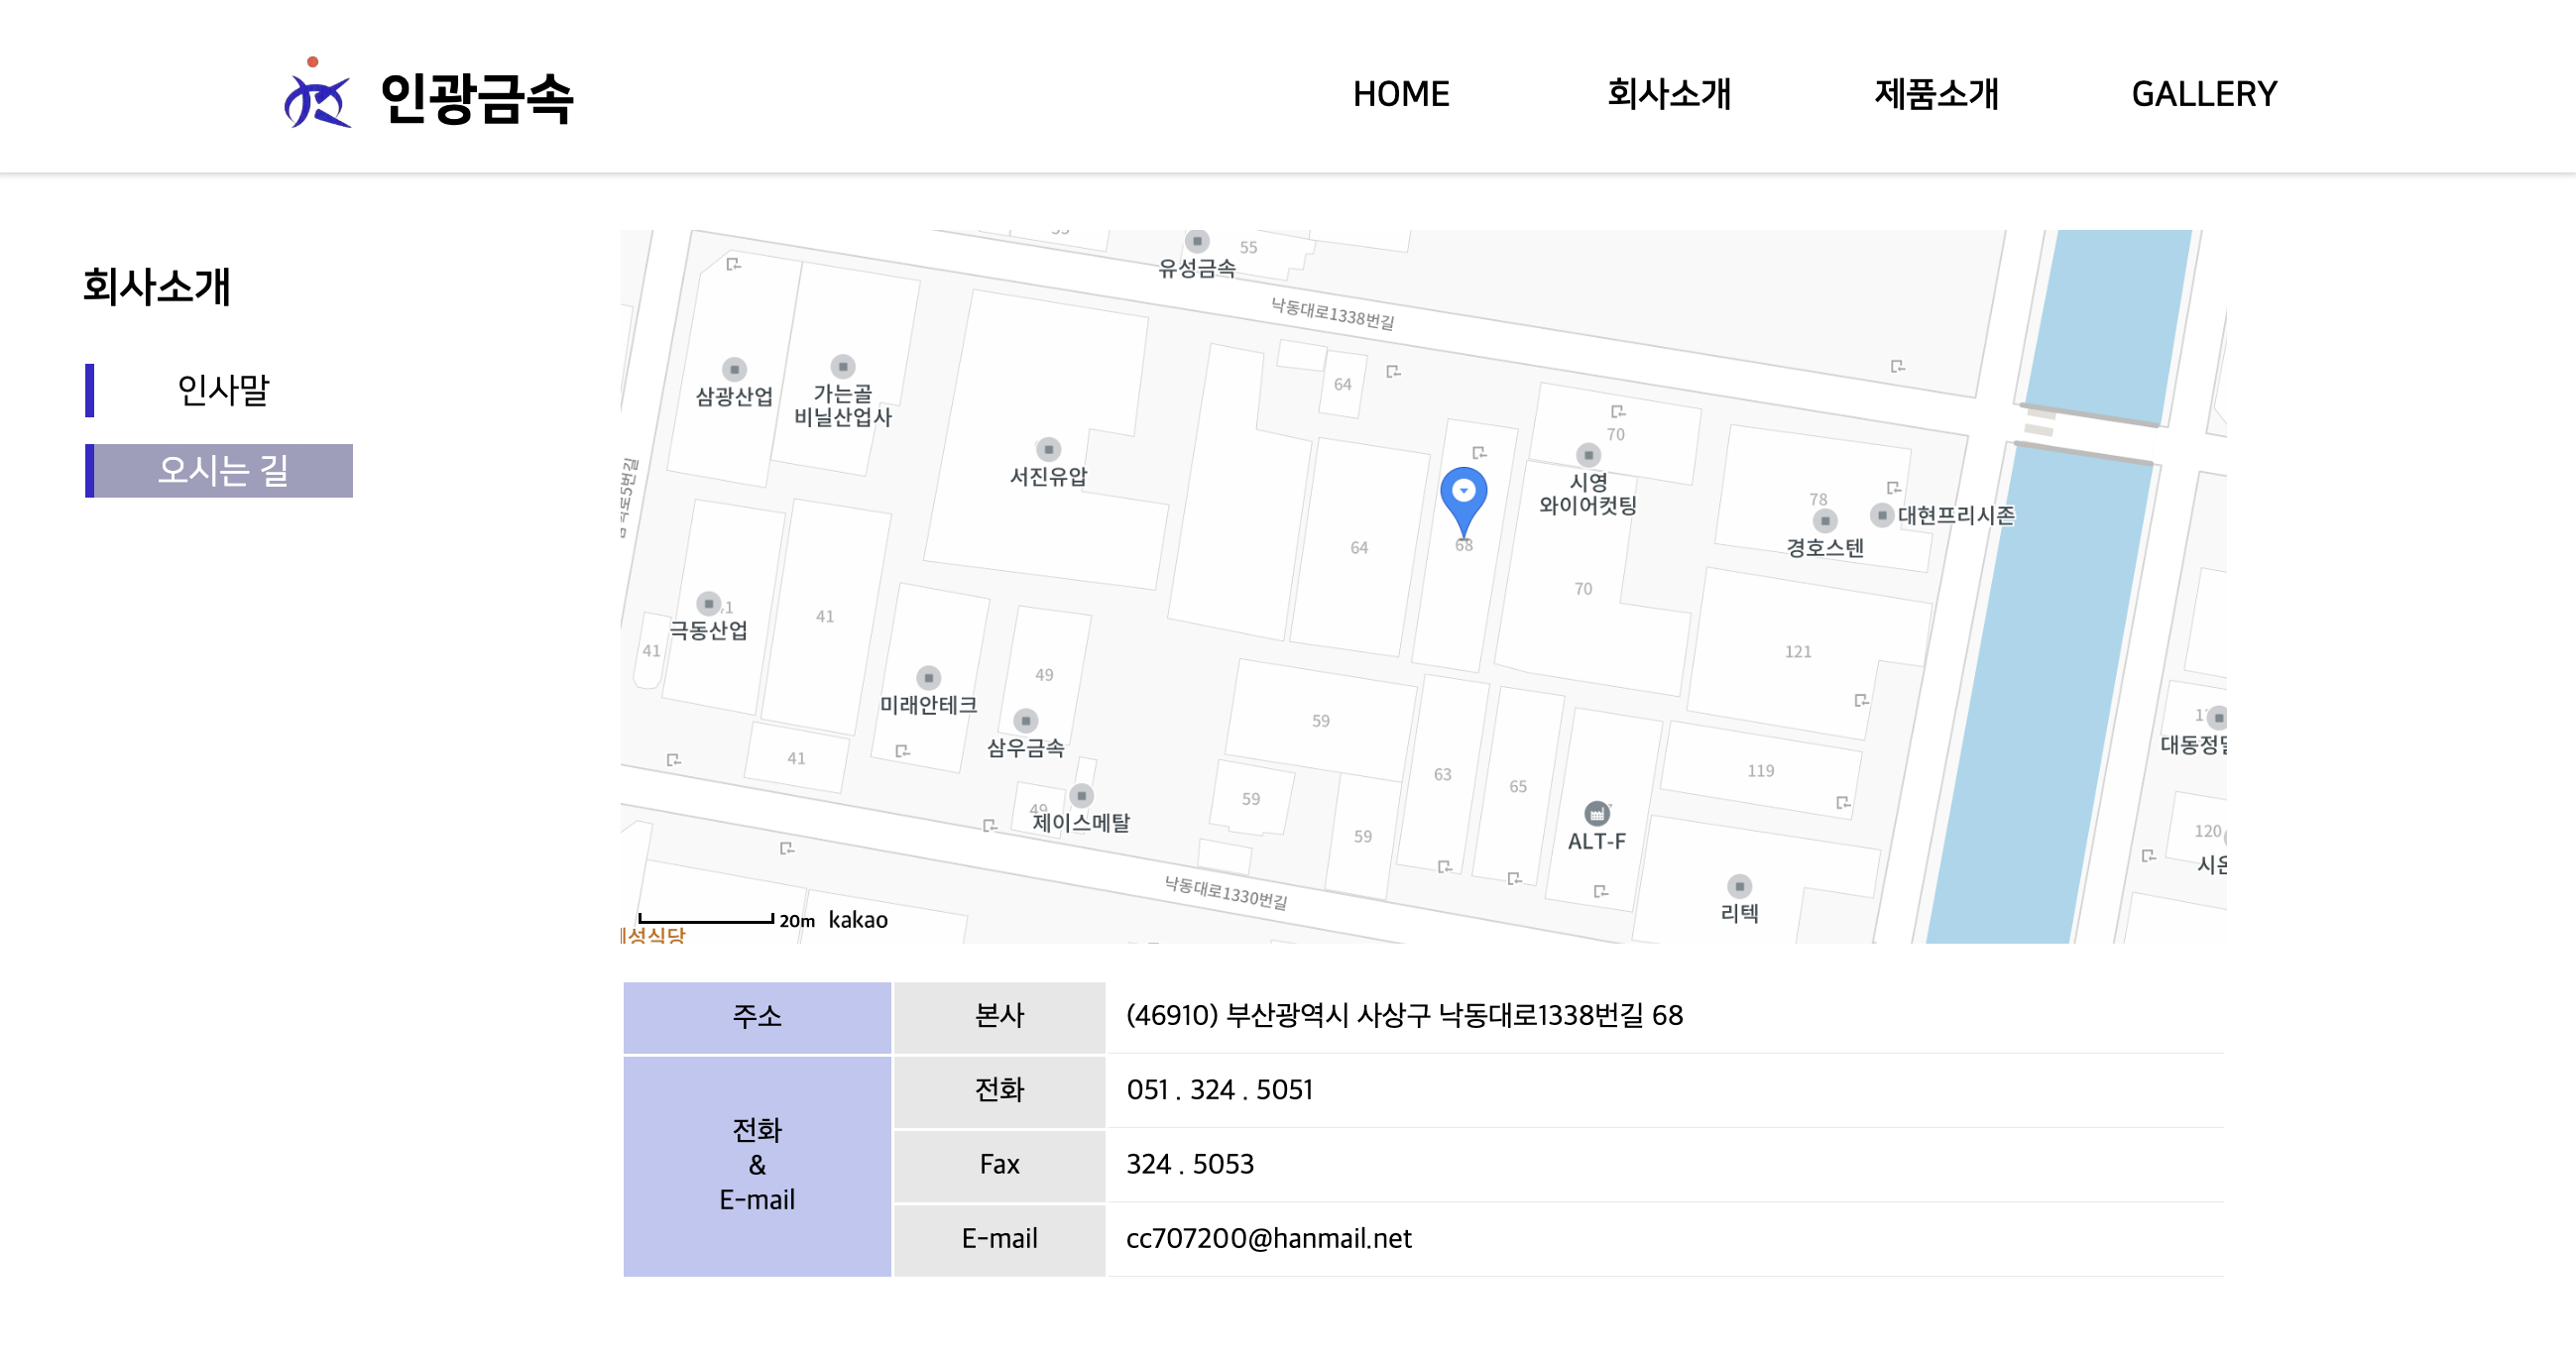 인광금속
HOME
회사소개
제품소개
GALLERY
회사소개
인사말
오시는 길
55
유성금속
낙동대로1338번길
삼광산업
가는골
비닐산업사
서진유압
64
70
시영
와이어컷팅
78
대현프리시존
경호스텐
64
68
70
극동산업
41
41
121
미래안테크
49
삼우금속
59
41
63
65
119
59
59
49
제이스메탈
ALT-F
대동정밀
120
리텍
낙동대로1330번길
20m
kakao
주소
본사
(46910) 부산광역시 사상구 낙동대로1338번길 68
전화
&
E-mail
전화
051 . 324 . 5051
Fax
324 . 5053
E-mail
cc707200@hanmail.net